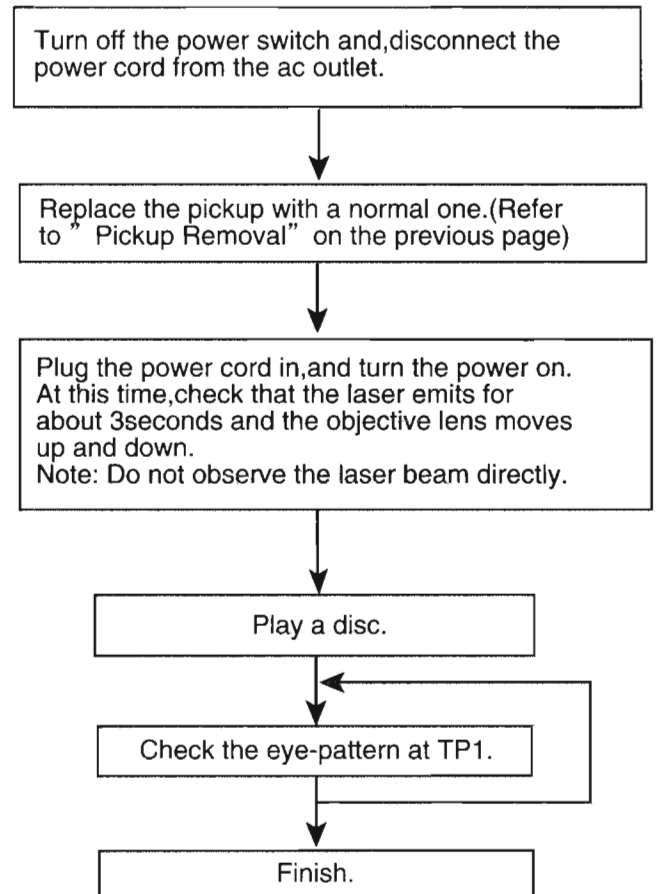 Turn off the power switch and,disconnect the
power cord from the ac outlet.
Replace the pickup with a normal one.(Refer
to ” Pickup Removal” on the previous page)
Plug the power cord in,and turn the power on.
At this time,check that the laser emits for
about 3seconds and the objective lens moves
up and down.
Note: Do not observe the laser beam directly.
Play a disc.
Check the eye-pattern at TP1.
Finish.